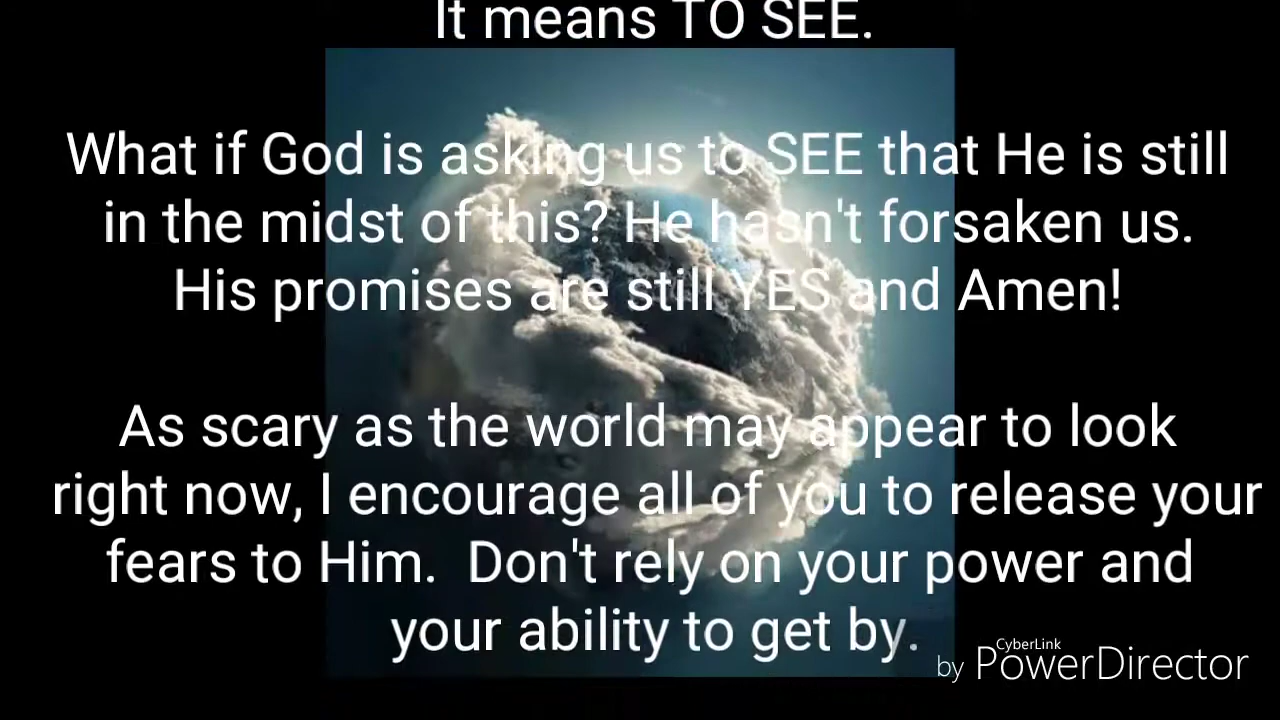 It means TO SEE.
What if God is asking us to SEE that He is still
in the midst of this? He hasn't forsaken us.
His promises are still YES and Amen!
As scary as the world may appear to look
right now, I encourage all of you to release your
fears to Him.  Don't rely on your power and
your ability to get by.
CyberLink
by PowerDirector